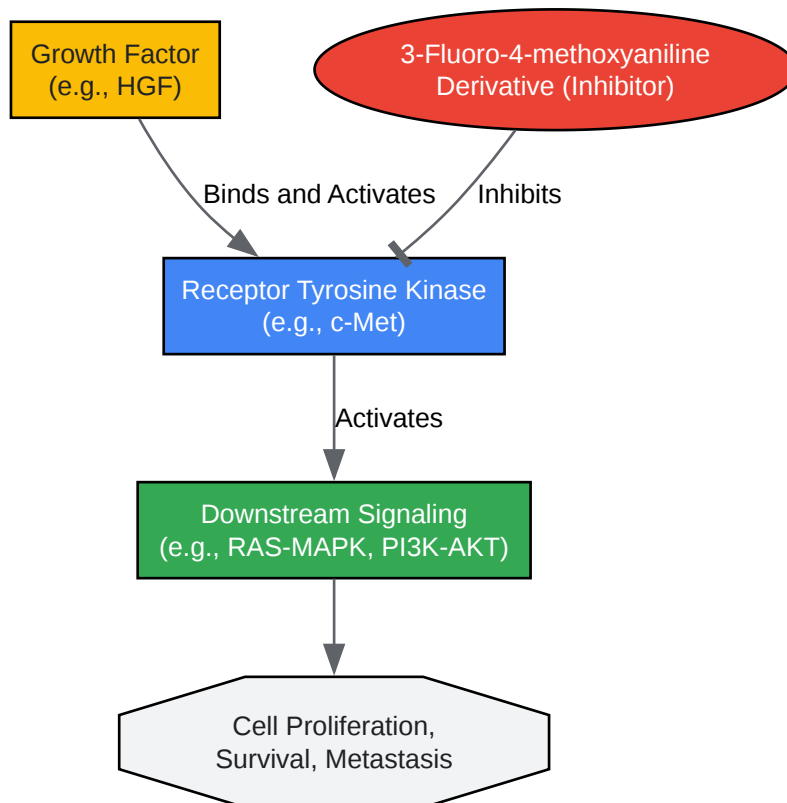 Growth Factor
(e.g., HGF)
3-Fluoro-4-methoxyaniline
Derivative (Inhibitor)
Binds and Activates
Inhibits
Receptor Tyrosine Kinase
(e.g., c-Met)
Activates
Downstream Signaling
(e.g., RAS-MAPK, PI3K-AKT)
Cell Proliferation,
Survival, Metastasis